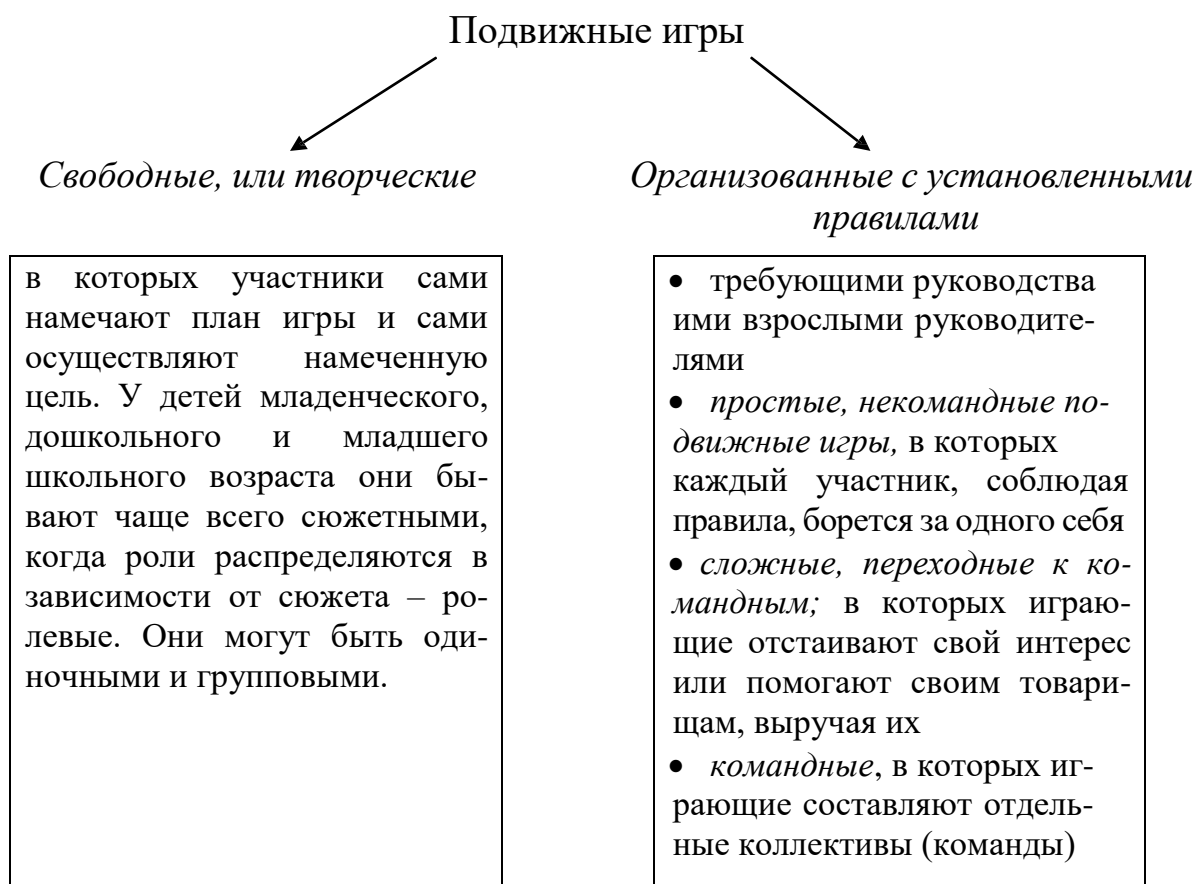 Подвижные игры
Свободные, или творческие
в которых участники сами
намечают план игры и сами
осуществляют намеченную
цель. У детей младенческого,
дошкольного и младшего
школьного возраста они бы-
вают чаще всего сюжетными,
когда роли распределяются в
зависимости от сюжета – ро-
левые. Они могут быть оди-
ночными и групповыми.
Организованные с установленными
правилами
• требующими руководства
ими взрослыми руководите-
лями
• простые, некомандные по-
движные игры, в которых
каждый участник, соблюдая
правила, борется за одного себя
• сложные, переходные к ко-
мандным; в которых играю-
щие отстаивают свой интерес
или помогают своим товари-
щам, выручая их
• командные, в которых иг-
рающие составляют отдель-
ные коллективы (команды)